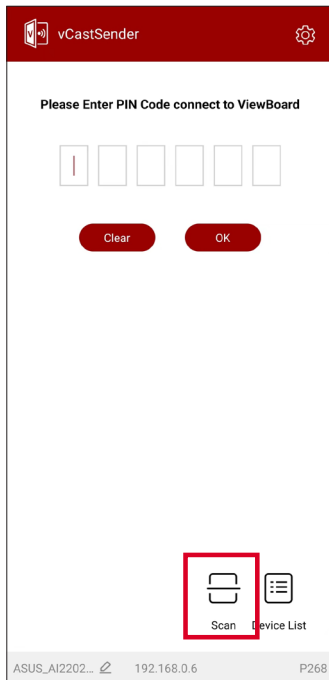 vCastSender
Please Enter PIN Code connect to ViewBoard
Clear OK
Scan Device List
ASUS_AI2202... 192.168.0.6 P268